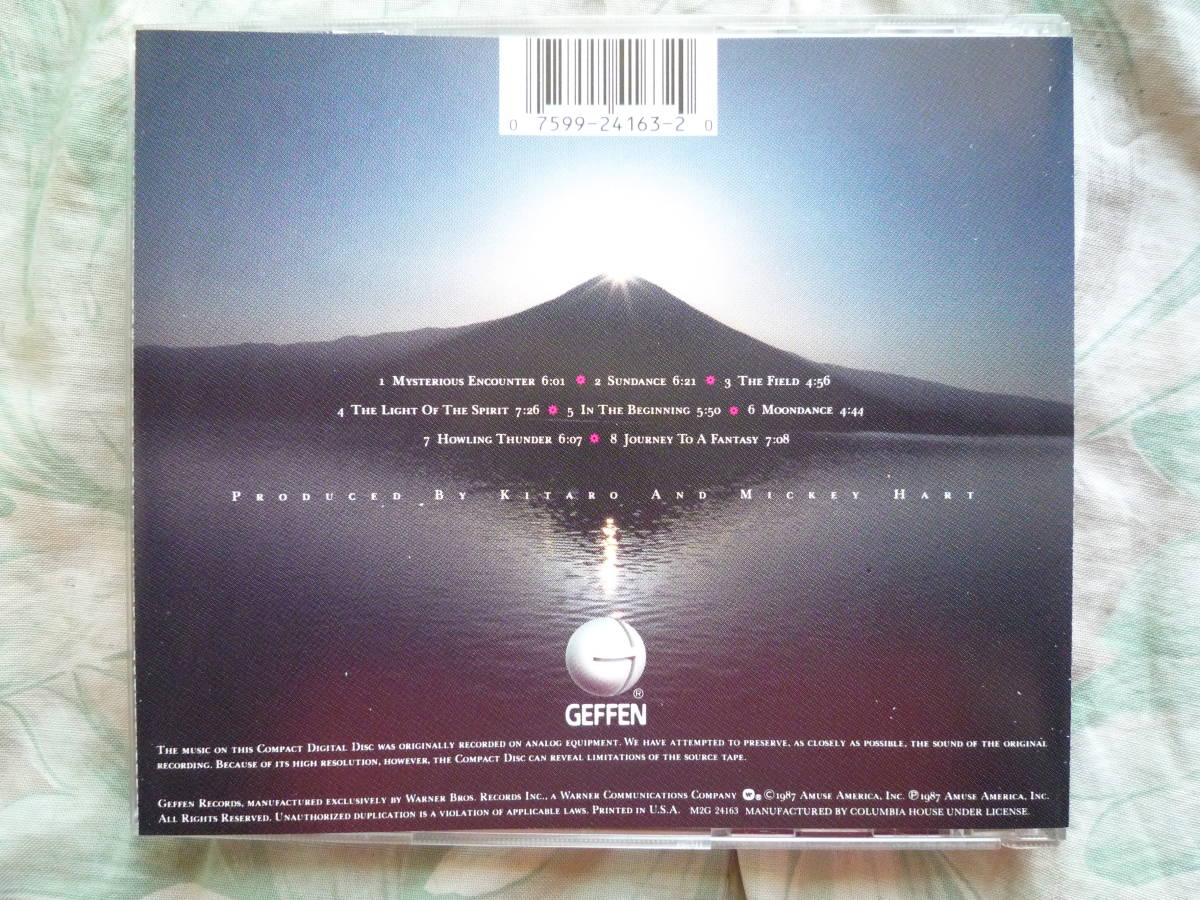 0 7599-24163-2 0
1 Mysterious Encounter 6:01 2 Sundance 6:21 3 The Field 4:56
4 The Light Of The Spirit 7:26 5 In The Beginning 5:50 6 Moondance 4:44
7 Howling Thunder 6:07 8 Journey To A Fantasy 7:08
Produced By Kitaro And Mickey Hart
®
GEFFEN
The music on this Compact Digital Disc was originally recorded on analog equipment. We have attempted to preserve, as closely as possible, the sound of the original
recording. Because of its high resolution, however, the Compact Disc can reveal limitations of the source tape.
Geffen Records, manufactured exclusively by Warner Bros. Records Inc., a Warner Communications Company ® ©1987 Amuse America, Inc. ℗1987 Amuse America, Inc.
All Rights Reserved. Unauthorized duplication is a violation of applicable laws. Printed in U.S.A. M2G 24163 MANUFACTURED BY COLUMBIA HOUSE UNDER LICENSE.